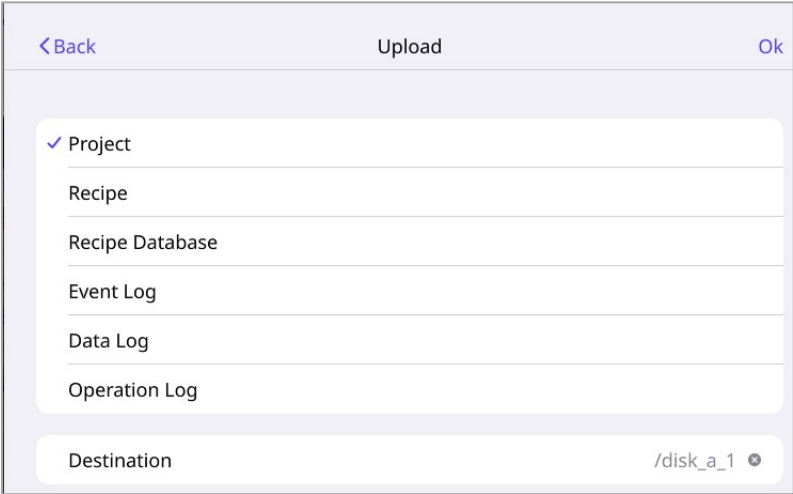 Back
Upload
Ok
Project
Recipe
Recipe Database
Event Log
Data Log
Operation Log
Destination /disk_a_1